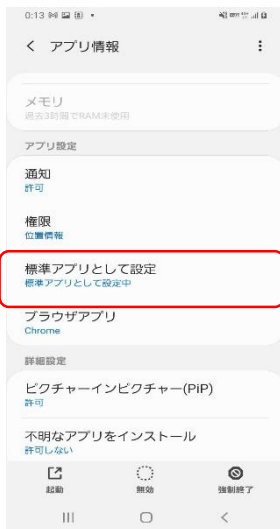 0:13
アプリ情報
メモリ
過去3時間でRAM未使用
アプリ設定
通知
許可
権限
位置情報
標準アプリとして設定
標準アプリとして設定中
ブラウザアプリ
Chrome
詳細設定
ピクチャーインピクチャー(PiP)
許可
不明なアプリをインストール
許可しない
起動 無効 強制終了